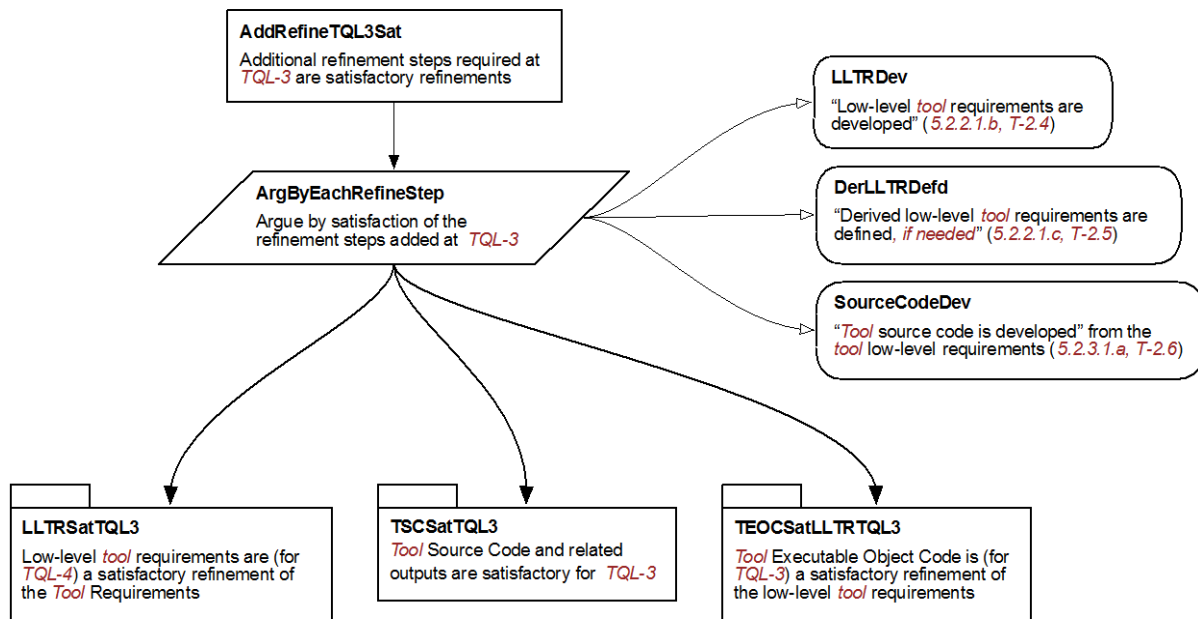 AddRefineTQL3Sat
Additional refinement steps required at
TQL-3 are satisfactory refinements
LLTRDev
“Low-level tool requirements are
developed” (5.2.2.1.b, T-2.4)
ArgByEachRefineStep
Argue by satisfaction of the
refinement steps added at TQL-3
DerLLTRDefd
“Derived low-level tool requirements are
defined, if needed” (5.2.2.1.c, T-2.5)
SourceCodeDev
“Tool source code is developed” from the
tool low-level requirements (5.2.3.1.a, T-2.6)
LLTRSatTQL3
Low-level tool requirements are (for
TQL-4) a satisfactory refinement of
the Tool Requirements
TSCSatTQL3
Tool Source Code and related
outputs are satisfactory for TQL-3
TEOCSatLLTRTQL3
Tool Executable Object Code is (for
TQL-3) a satisfactory refinement of
the low-level tool requirements